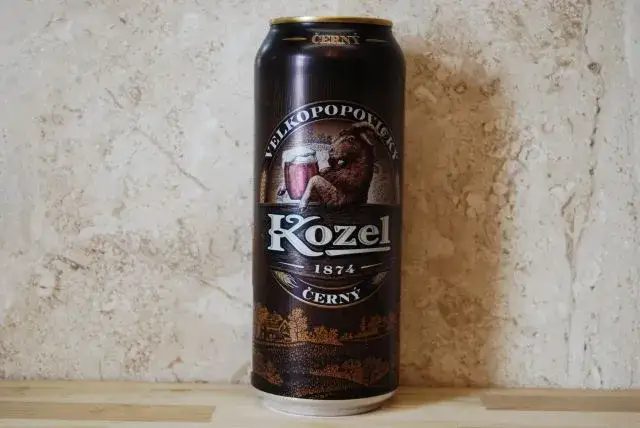 ČERNÝ
VELKOPOPOVICKÝ
Kozel
1874
ČERNÝ